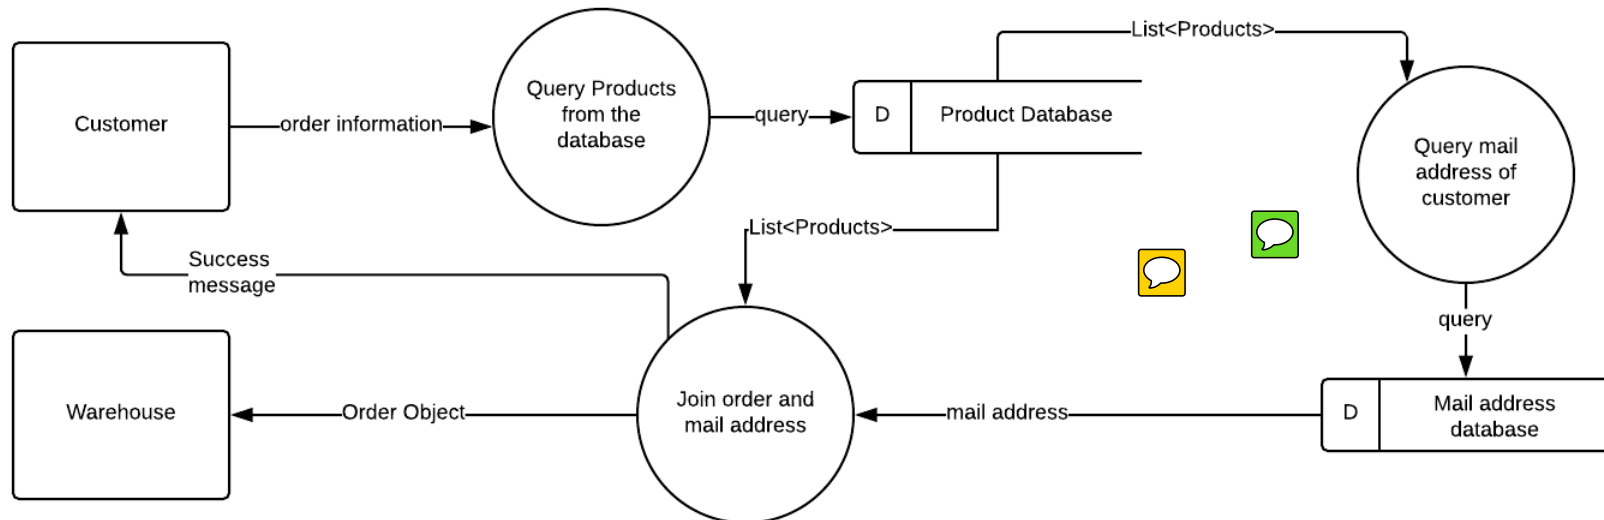 List<Products>
Customer
order information
Query Products
from the
database
query
D
Product Database
Query mail
address of
customer
List<Products>
Success
message
query
Warehouse
Order Object
Join order and
mail address
mail address
D
Mail address
database